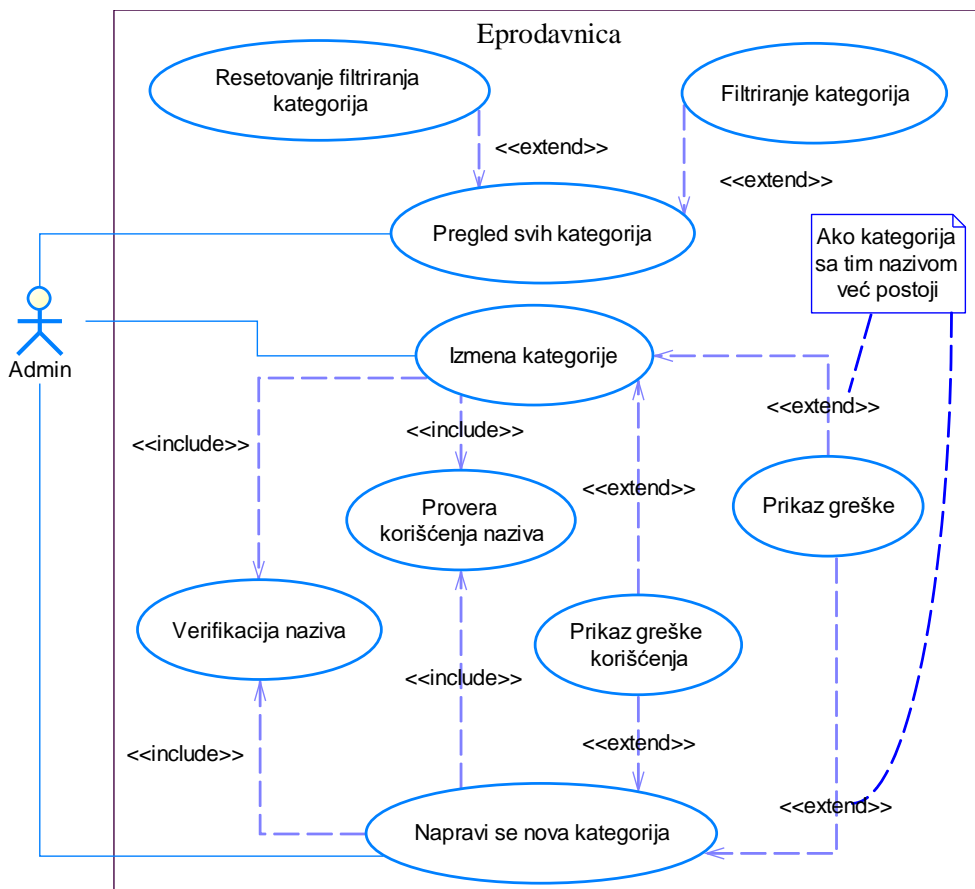 Eprodavnica
Resetovanje filtriranja
kategorija
Filtriranje kategorija
<<extend>>
<<extend>>
Pregled svih kategorija
Ako kategorija
sa tim nazivom
već postoji
Admin
Izmena kategorije
<<extend>>
<<include>>
<<include>>
<<extend>>
Provera
korišćenja naziva
Prikaz greške
Verifikacija naziva
Prikaz greške
korišćenja
<<include>>
<<include>>
<<extend>>
<<extend>>
Napravi se nova kategorija